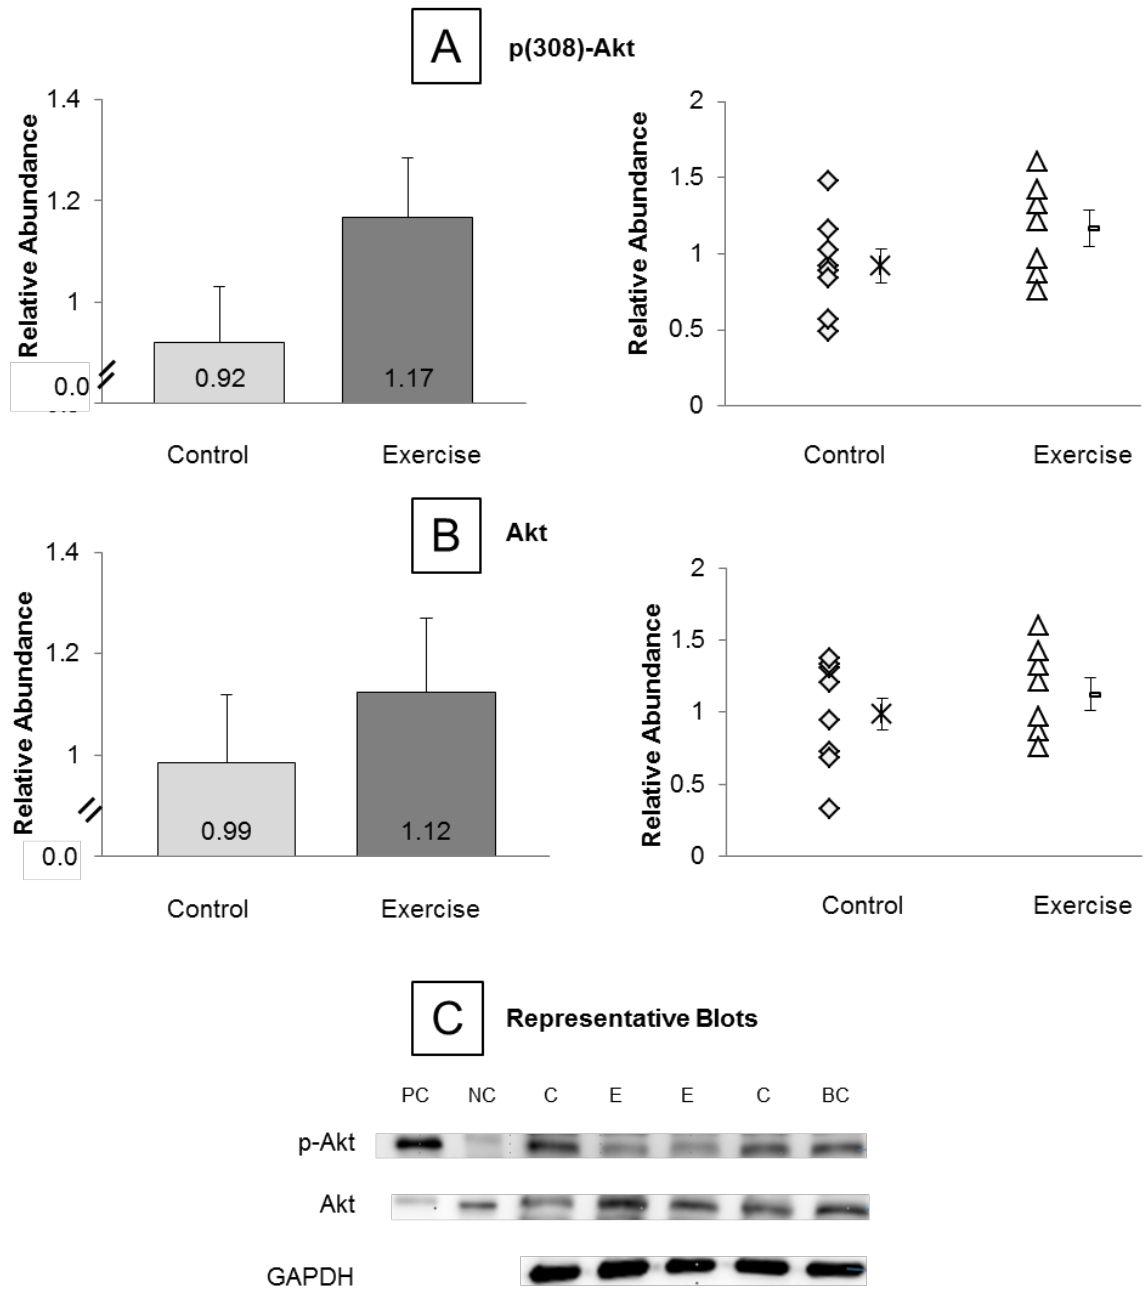 A p(308)-Akt
Relative Abundance
1.4
1.2
1
0.0
0.92
1.17
Control Exercise
Relative Abundance
2
1.5
1
0.5
0
Control Exercise
B Akt
Relative Abundance
1.4
1.2
1
0.0
0.99
1.12
Control Exercise
Relative Abundance
2
1.5
1
0.5
0
Control Exercise
C Representative Blots
PC NC C E E C BC
p-Akt
Akt
GAPDH